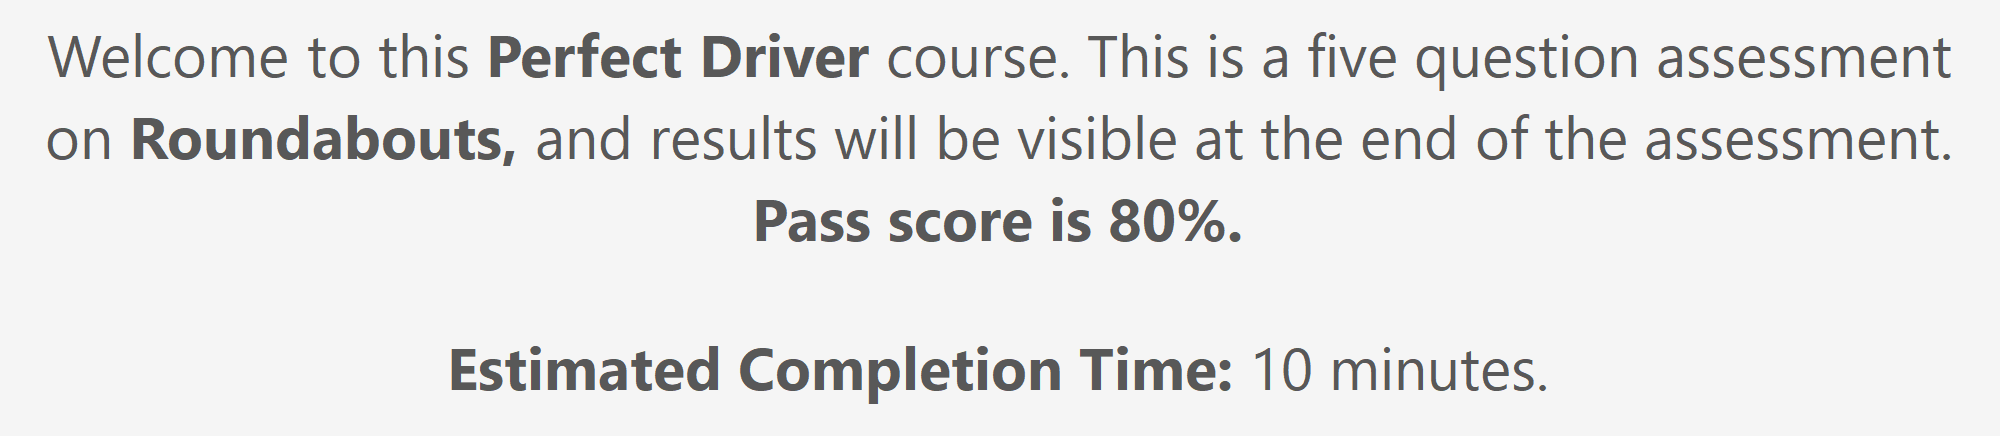 Welcome to this Perfect Driver course. This is a five question assessment
on Roundabouts, and results will be visible at the end of the assessment.
Pass score is 80%.
Estimated Completion Time: 10 minutes.